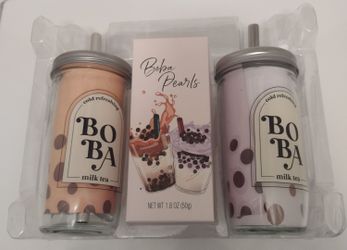 cold refreshing
BO
BA
milk tea
Boba
Pearls
NET WT 1.8 OZ (50g)
cold refreshing
BO
BA
milk tea